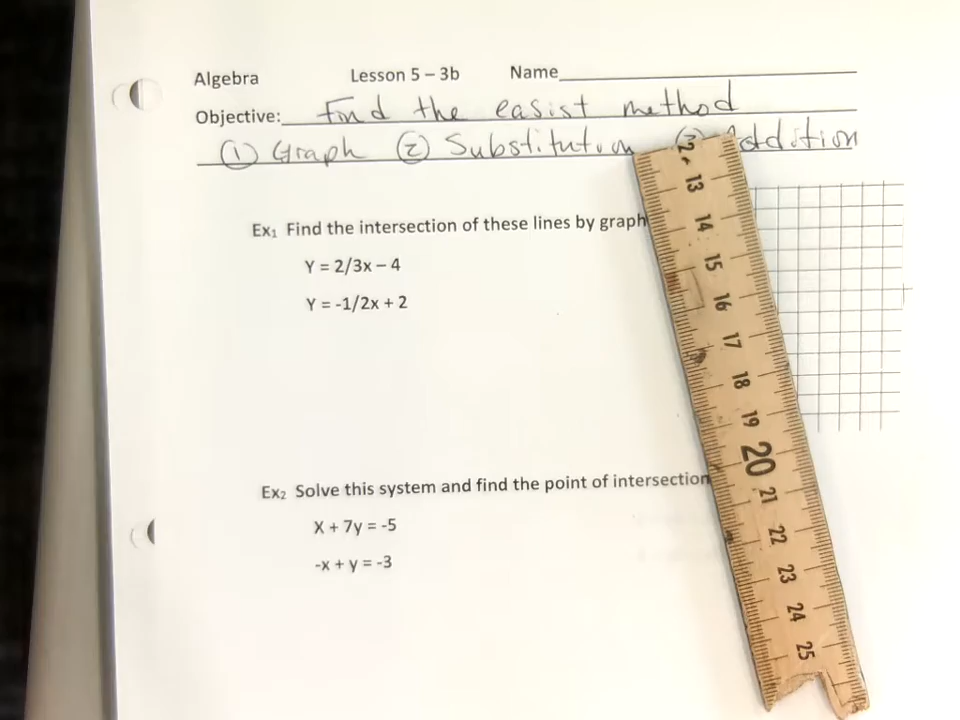 Algebra Lesson 5 – 3b Name
Objective: Find the easist method
① Graph ② Substitution Addition
Ex1 Find the intersection of these lines by graph
Y = 2/3x – 4
Y = -1/2x + 2
Ex2 Solve this system and find the point of intersection
X + 7y = -5
-x + y = -3
13
14
15
16
17
18
19
20
21
22
23
24
25